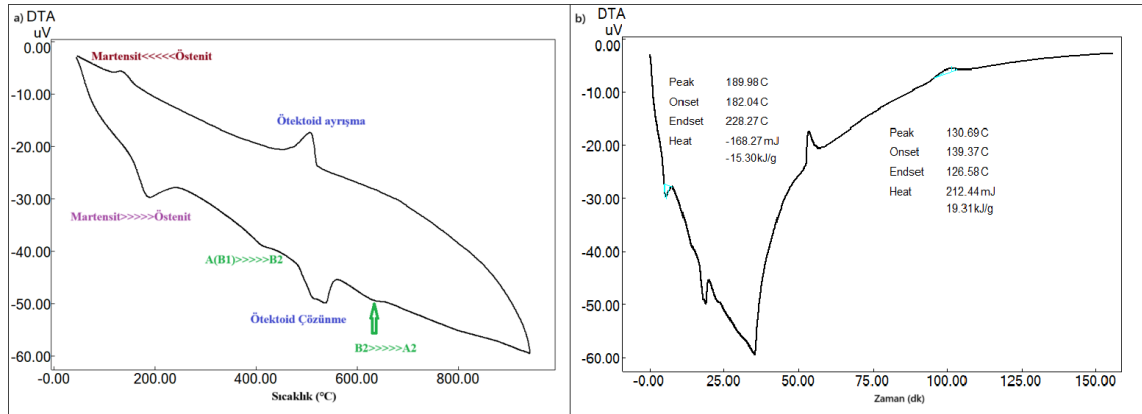 a) DTA
uV
0.00
-10.00
-20.00
-30.00
-40.00
-50.00
-60.00
Martensit<<<<<Östenit
Ötektoid ayrışma
Martensit>>>>>Östenit
A(B1)>>>>>B2
Ötektoid Çözünme
B2>>>>>A2
-0.00 200.00 400.00 600.00 800.00
Sıcaklık (°C)
b) DTA
uV
-0.00
-10.00
-20.00
-30.00
-40.00
-50.00
-60.00
Peak 189.98 C
Onset 182.04 C
Endset 228.27 C
Heat -168.27 mJ
-15.30 kJ/g
Peak 130.69 C
Onset 139.37 C
Endset 126.58 C
Heat 212.44 mJ
19.31 kJ/g
-0.00 25.00 50.00 75.00 100.00 125.00 150.00
Zaman (dk)